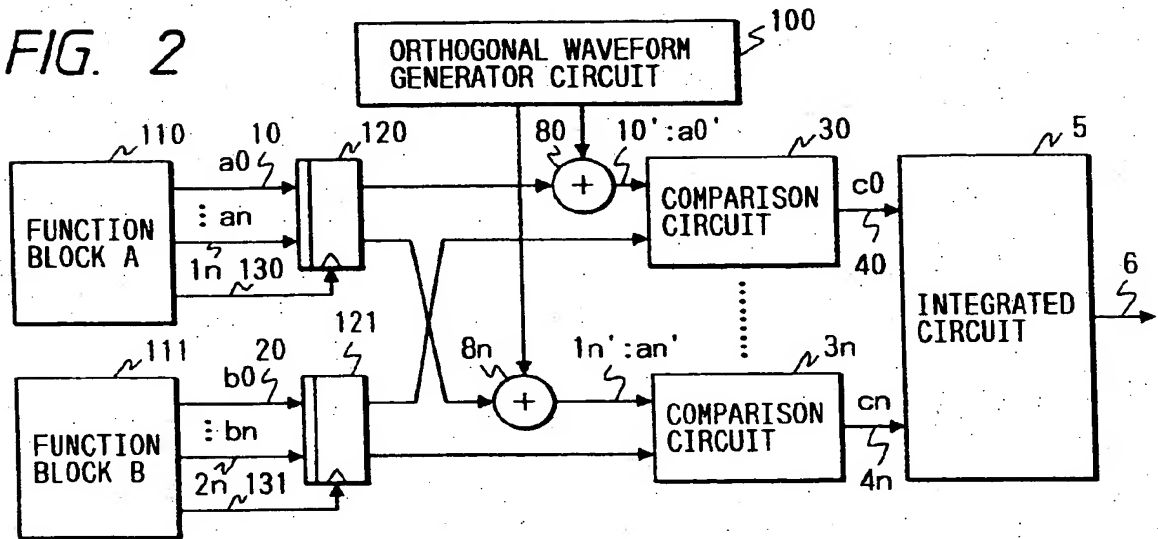 FIG. 2
ORTHOGONAL WAVEFORM
GENERATOR CIRCUIT
100
110
FUNCTION
BLOCK A
a0
10
⋮ an
1n
130
120
80
+
10':a0'
30
COMPARISON
CIRCUIT
c0
40
5
INTEGRATED
CIRCUIT
6
111
FUNCTION
BLOCK B
b0
20
⋮ bn
2n
131
121
8n
+
1n':an'
3n
COMPARISON
CIRCUIT
cn
4n